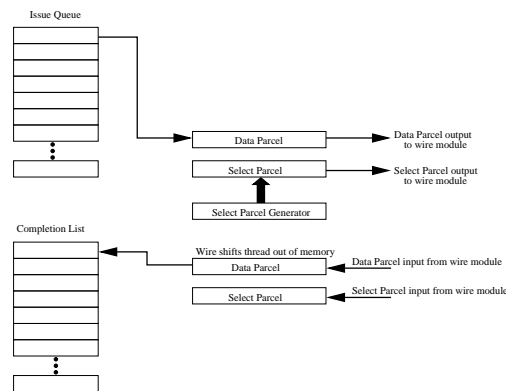 Issue Queue
Data Parcel
Data Parcel output
to wire module
Select Parcel
Select Parcel output
to wire module
Select Parcel Generator
Completion List
Wire shifts thread out of memory
Data Parcel
Data Parcel input from wire module
Select Parcel
Select Parcel input from wire module